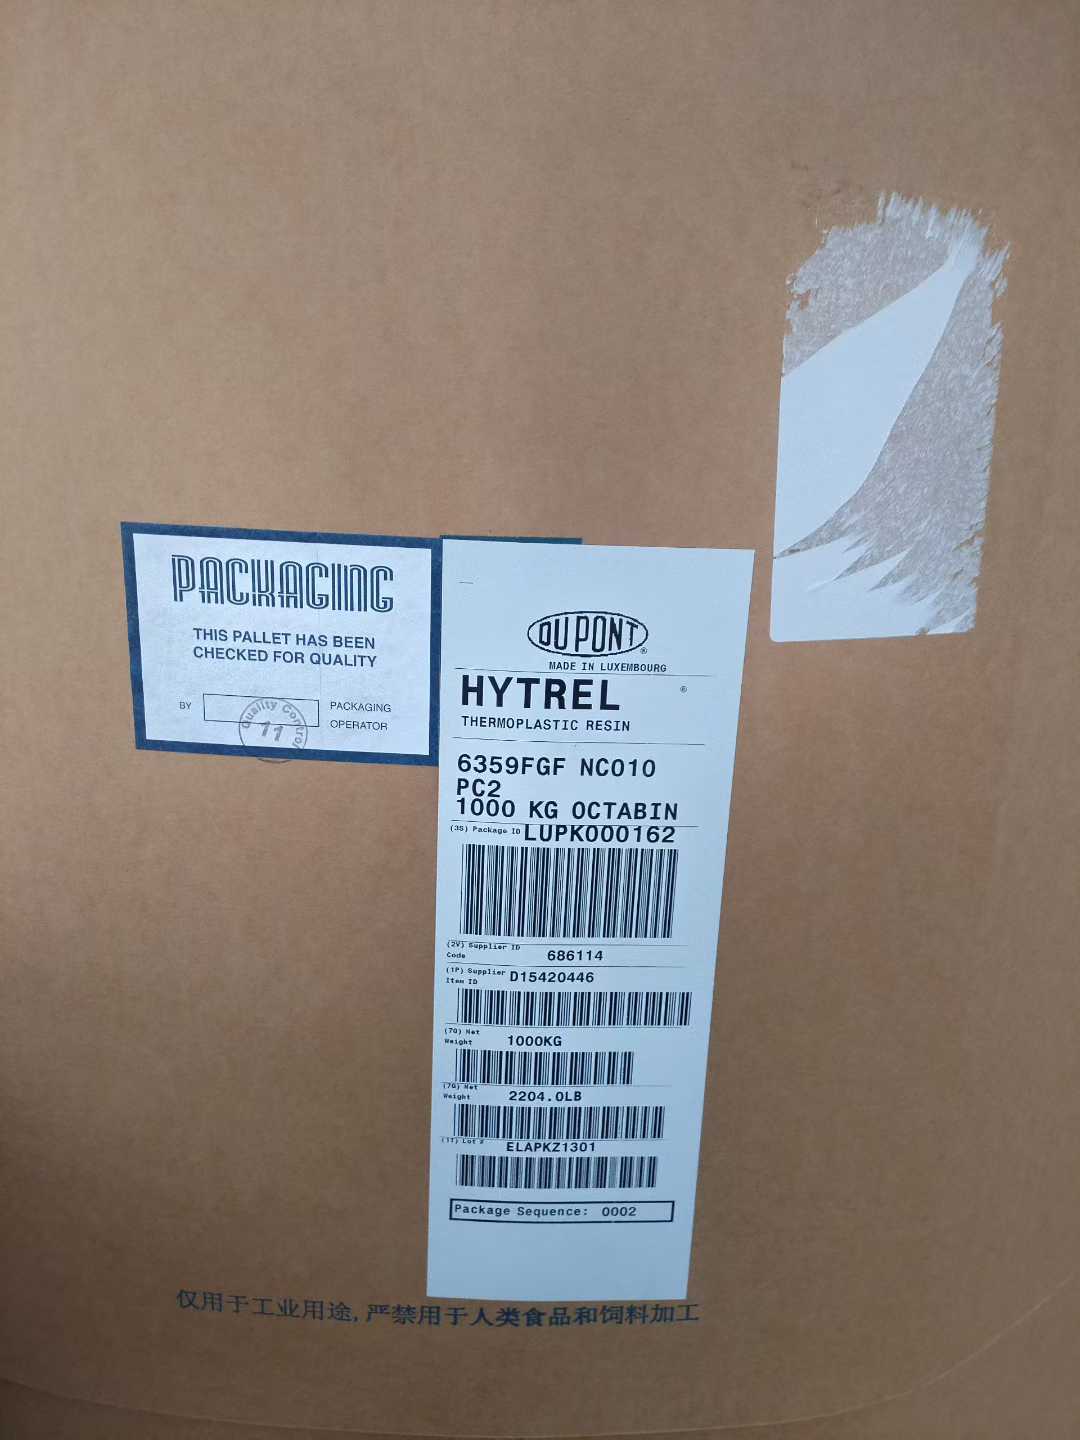 PACKAGING
THIS PALLET HAS BEEN
CHECKED FOR QUALITY
BY
PACKAGING
OPERATOR
Quality Control
11
DU PONT
®
MADE IN LUXEMBOURG
HYTREL ®
THERMOPLASTIC RESIN
6359FGF NC010
PC2
1000 KG OCTABIN
(3S) Package ID LUPK000162
(2V) Supplier ID
Code 686114
(1P) Supplier D15420446
Item ID
(7Q) Net
Weight 1000KG
(7Q) Net
Weight 2204.0LB
(1T) Lot # ELAPKZ1301
Package Sequence: 0002
仅用于工业用途,严禁用于人类食品和饲料加工